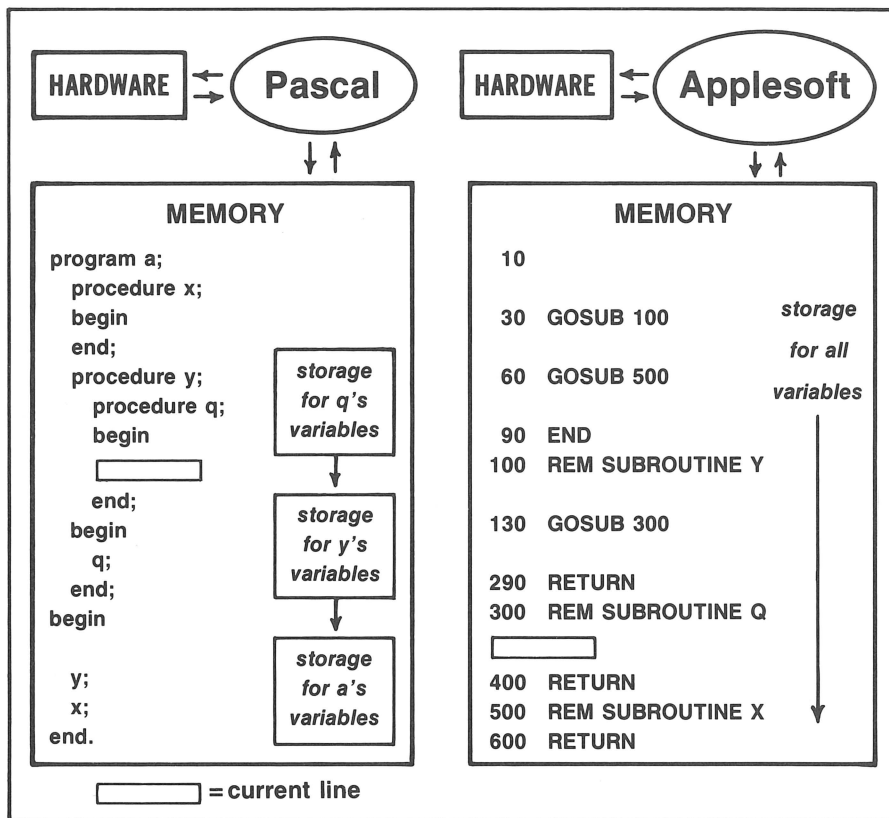 HARDWARE
Pascal
MEMORY
program a;
procedure x;
begin
end;
procedure y;
procedure q;
begin
end;
begin
q;
end;
begin
y;
x;
end.
storage
for q's
variables
storage
for y's
variables
storage
for a's
variables
HARDWARE
Applesoft
MEMORY
10
30 GOSUB 100
60 GOSUB 500
90 END
100 REM SUBROUTINE Y
130 GOSUB 300
290 RETURN
300 REM SUBROUTINE Q
400 RETURN
500 REM SUBROUTINE X
600 RETURN
storage
for all
variables
= current line